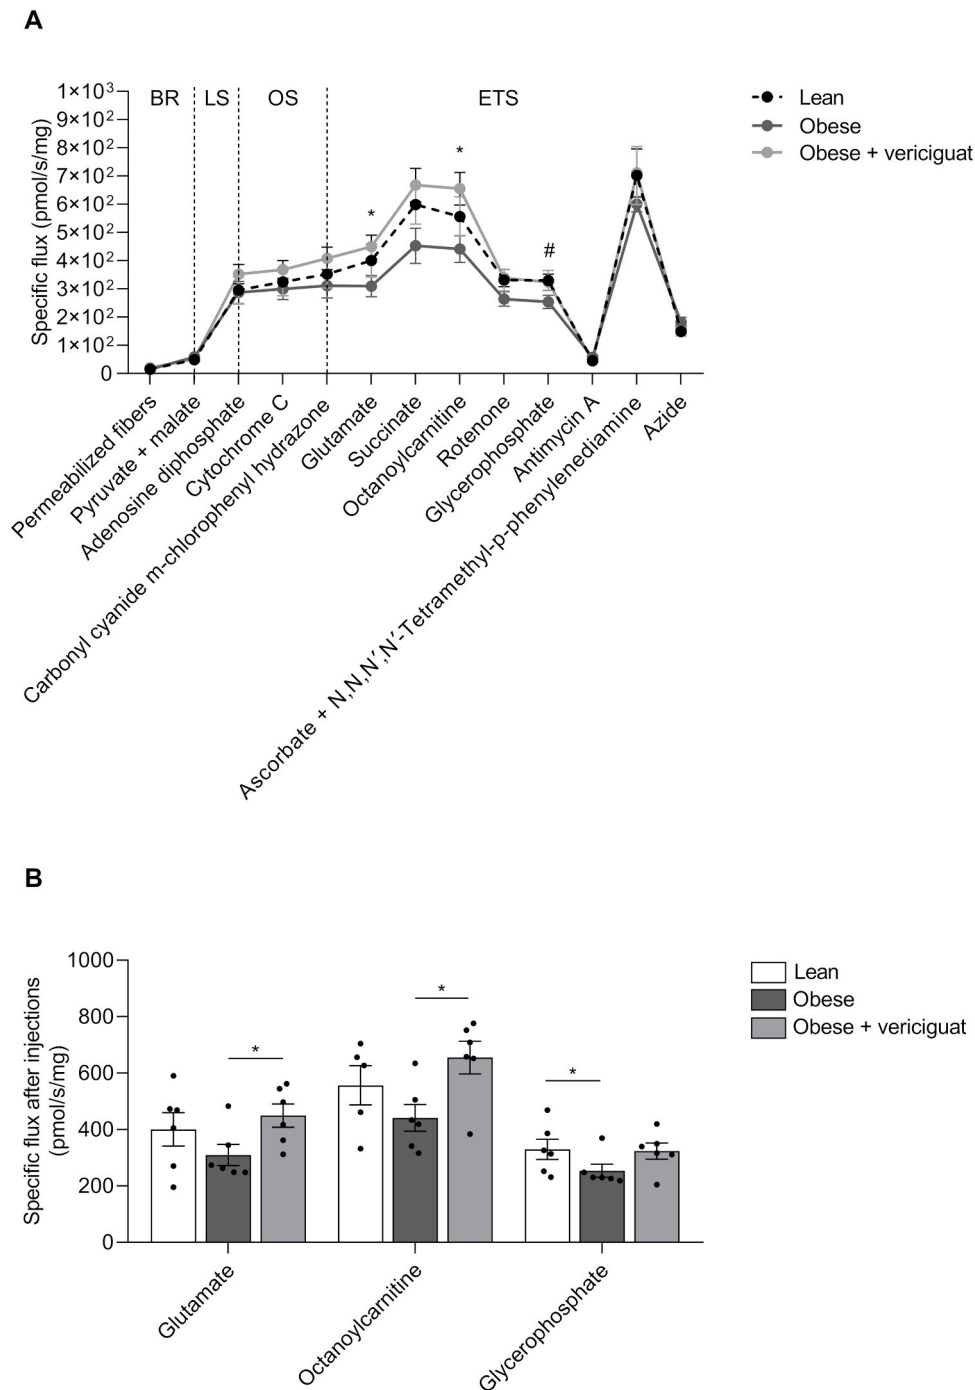 A
1×10³
9×10²
8×10²
7×10²
6×10²
5×10²
4×10²
3×10²
2×10²
1×10²
0
Specific flux (pmol/s/mg)
BR
LS
OS
ETS
*
*
#
Lean
Obese
Obese + vericiguat
Permeabilized fibers
Pyruvate + malate
Adenosine diphosphate
Cytochrome C
Carbonyl cyanide m-chlorophenyl hydrazone
Glutamate
Succinate
Octanoylcarnitine
Rotenone
Glycerophosphate
Antimycin A
Ascorbate + N,N,N′,N′-Tetramethyl-p-phenylenediamine
Azide
B
1000
800
600
400
200
0
Specific flux after injections
(pmol/s/mg)
*
*
*
Lean
Obese
Obese + vericiguat
Glutamate
Octanoylcarnitine
Glycerophosphate